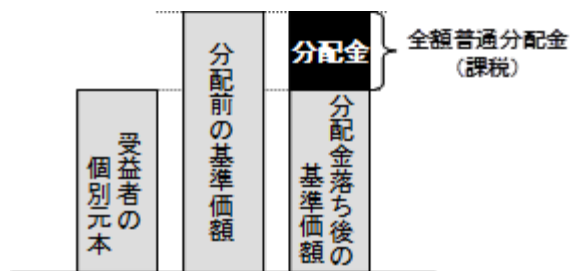 受益者の
個別元本
分配前の基準価額
分配金
分配金落ち後の
基準価額
全額普通分配金
（課税）